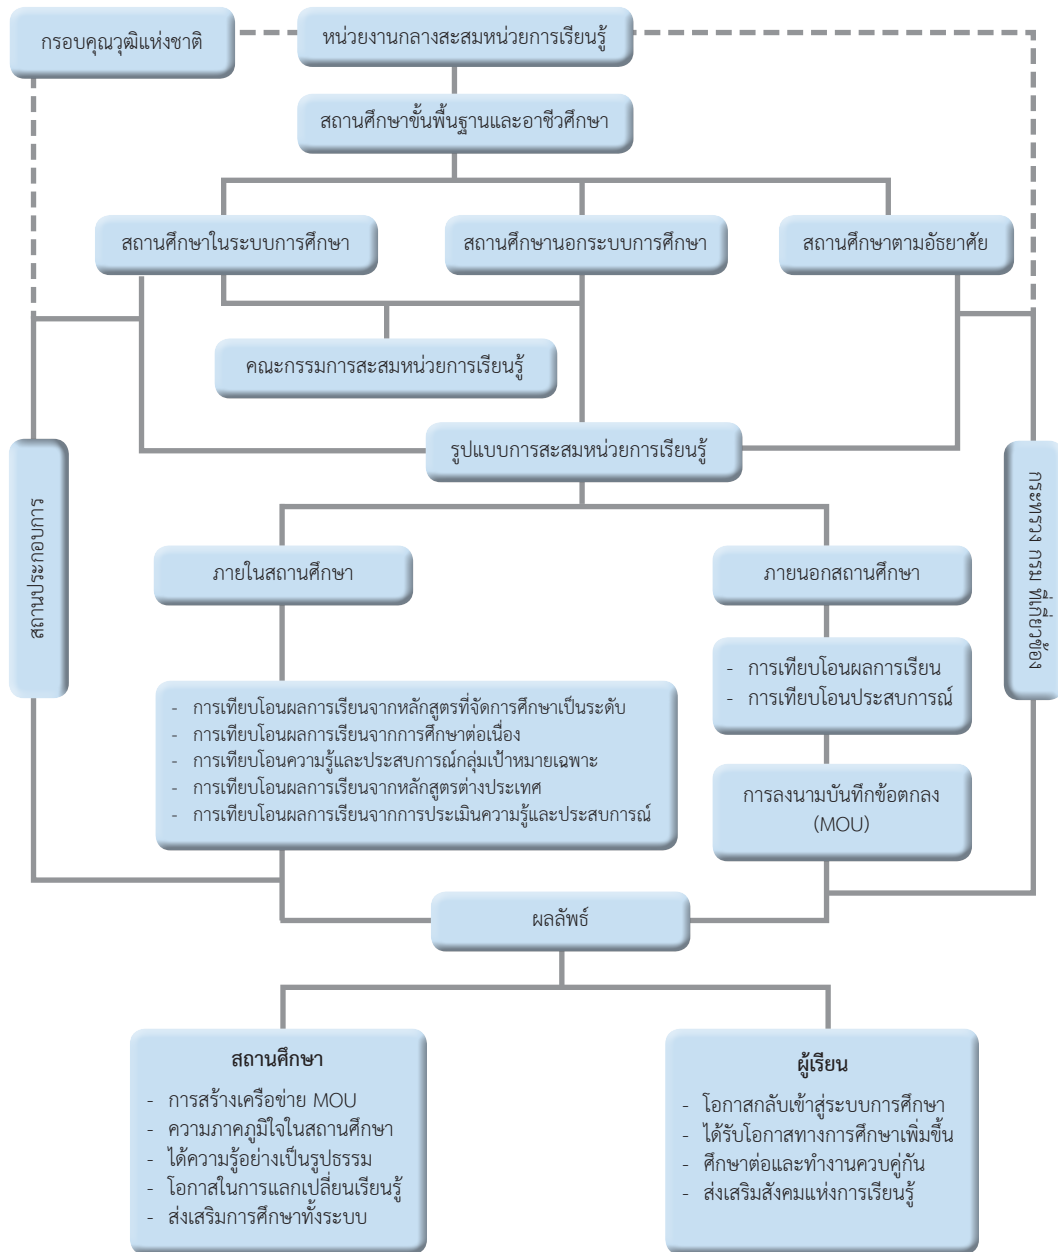 กรอบคุณวุฒิแห่งชาติ
หน่วยงานกลางสะสมหน่วยการเรียนรู้
สถานศึกษาขั้นพื้นฐานและอาชีวศึกษา
สถานศึกษาในระบบการศึกษา
สถานศึกษานอกระบบการศึกษา
สถานศึกษาตามอัธยาศัย
คณะกรรมการสะสมหน่วยการเรียนรู้
รูปแบบการสะสมหน่วยการเรียนรู้
สถานประกอบการ
กระทรวง กรม ที่เกี่ยวข้อง
ภายในสถานศึกษา
ภายนอกสถานศึกษา
- การเทียบโอนผลการเรียน
- การเทียบโอนประสบการณ์
- การเทียบโอนผลการเรียนจากหลักสูตรที่จัดการศึกษาเป็นระดับ
- การเทียบโอนผลการเรียนจากการศึกษาต่อเนื่อง
- การเทียบโอนความรู้และประสบการณ์กลุ่มเป้าหมายเฉพาะ
- การเทียบโอนผลการเรียนจากหลักสูตรต่างประเทศ
- การเทียบโอนผลการเรียนจากการประเมินความรู้และประสบการณ์
การลงนามบันทึกข้อตกลง
(MOU)
ผลลัพธ์
สถานศึกษา
- การสร้างเครือข่าย MOU
- ความภาคภูมิใจในสถานศึกษา
- ได้ความรู้อย่างเป็นรูปธรรม
- โอกาสในการแลกเปลี่ยนเรียนรู้
- ส่งเสริมการศึกษาทั้งระบบ
ผู้เรียน
- โอกาสกลับเข้าสู่ระบบการศึกษา
- ได้รับโอกาสทางการศึกษาเพิ่มขึ้น
- ศึกษาต่อและทำงานควบคู่กัน
- ส่งเสริมสังคมแห่งการเรียนรู้